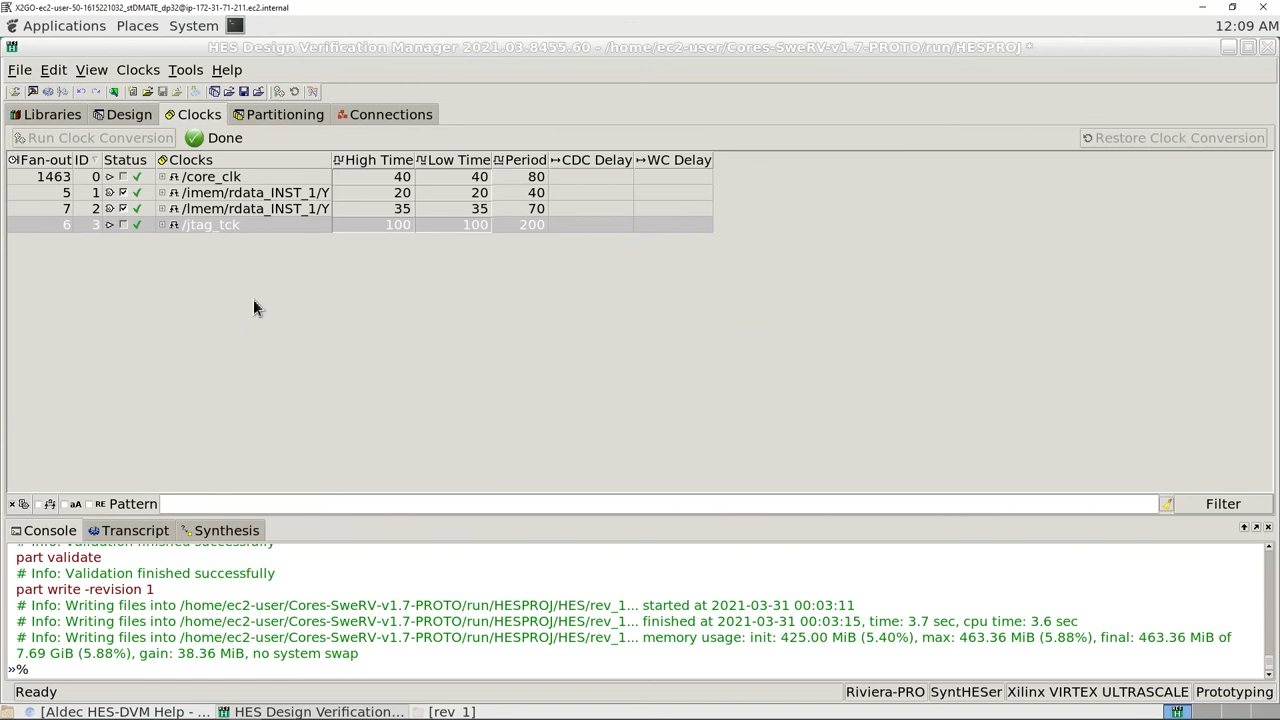 X2GO-ec2-user-50-1615221032_stDMATE_dp32@ip-172-31-71-211.ec2.internal
Applications Places System 12:09 AM
HES Design Verification Manager 2021.03.8455.60 - /home/ec2-user/Cores-SweRV-v1.7-PROTO/run/HESPROJ *
File Edit View Clocks Tools Help
Libraries Design Clocks Partitioning Connections
Run Clock Conversion Done Restore Clock Conversion
Fan-out ID Status Clocks High Time Low Time Period CDC Delay WC Delay
1463 0 /core_clk 40 40 80
5 1 /imem/rdata_INST_1/Y 20 20 40
7 2 /lmem/rdata_INST_1/Y 35 35 70
6 3 /jtag_tck 100 100 200
aA RE Pattern Filter
Console Transcript Synthesis
# Info: Validation finished successfully
part validate
# Info: Validation finished successfully
part write -revision 1
# Info: Writing files into /home/ec2-user/Cores-SweRV-v1.7-PROTO/run/HESPROJ/HES/rev_1... started at 2021-03-31 00:03:11
# Info: Writing files into /home/ec2-user/Cores-SweRV-v1.7-PROTO/run/HESPROJ/HES/rev_1... finished at 2021-03-31 00:03:15, time: 3.7 sec, cpu time: 3.6 sec
# Info: Writing files into /home/ec2-user/Cores-SweRV-v1.7-PROTO/run/HESPROJ/HES/rev_1... memory usage: init: 425.00 MiB (5.40%), max: 463.36 MiB (5.88%), final: 463.36 MiB of
7.69 GiB (5.88%), gain: 38.36 MiB, no system swap
»%
Ready Riviera-PRO SyntHESer Xilinx VIRTEX ULTRASCALE Prototyping
[Aldec HES-DVM Help - ... HES Design Verification... [rev_1]